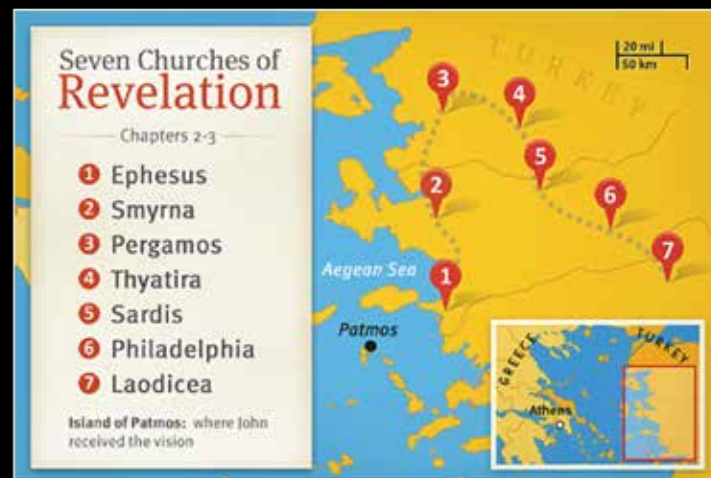 Seven Churches of
Revelation
Chapters 2-3
1 Ephesus
2 Smyrna
3 Pergamos
4 Thyatira
5 Sardis
6 Philadelphia
7 Laodicea
Island of Patmos: where John
received the vision
TURKEY
20 mi
50 km
3
4
5
2
6
7
1
Aegean Sea
Patmos
GREECE
TURKEY
Athens